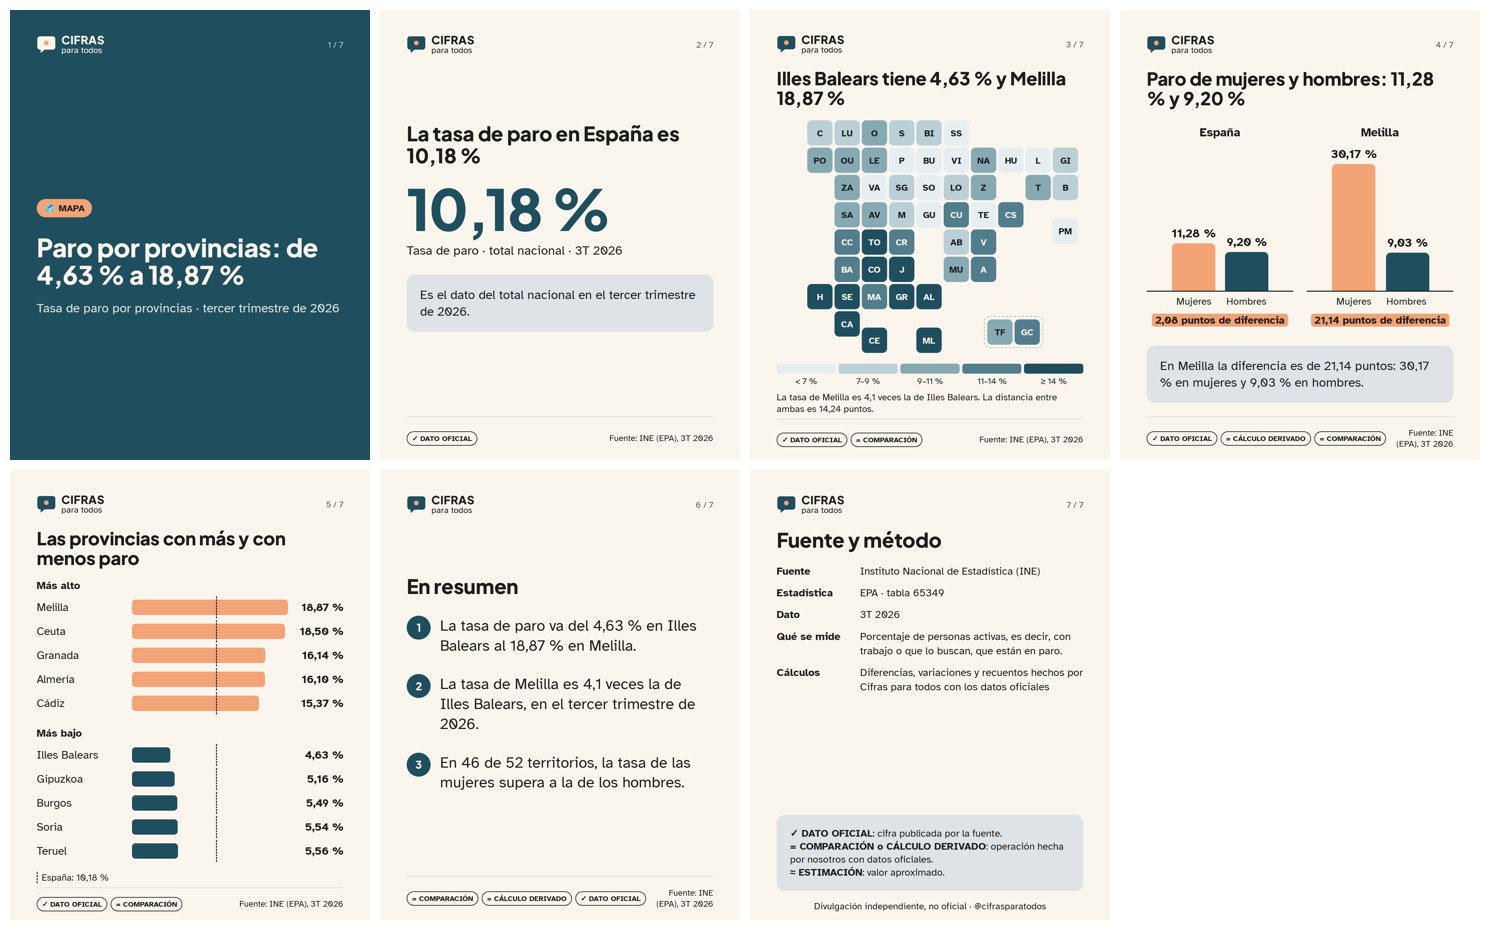 CIFRAS
para todos
1 / 7
🗺️ MAPA
Paro por provincias: de
4,63 % a 18,87 %
Tasa de paro por provincias · tercer trimestre de 2026
CIFRAS
para todos
2 / 7
La tasa de paro en España es
10,18 %
10,18 %
Tasa de paro · total nacional · 3T 2026
Es el dato del total nacional en el tercer trimestre
de 2026.
✓ DATO OFICIAL
Fuente: INE (EPA), 3T 2026
CIFRAS
para todos
3 / 7
Illes Balears tiene 4,63 % y Melilla
18,87 %
C LU O S BI SS
PO OU LE P BU VI NA HU L GI
ZA VA SG SO LO Z T B
SA AV M GU CU TE CS
PM
CC TO CR AB V
BA CO J MU A
H SE MA GR AL
CA
CE ML TF GC
< 7 % 7–9 % 9–11 % 11–14 % ≥ 14 %
La tasa de Melilla es 4,1 veces la de Illes Balears. La distancia entre
ambas es 14,24 puntos.
✓ DATO OFICIAL = COMPARACIÓN
Fuente: INE (EPA), 3T 2026
CIFRAS
para todos
4 / 7
Paro de mujeres y hombres: 11,28
% y 9,20 %
España Melilla
30,17 %
11,28 % 9,20 % 9,03 %
Mujeres Hombres Mujeres Hombres
2,08 puntos de diferencia 21,14 puntos de diferencia
En Melilla la diferencia es de 21,14 puntos: 30,17
% en mujeres y 9,03 % en hombres.
✓ DATO OFICIAL = CÁLCULO DERIVADO = COMPARACIÓN
Fuente: INE
(EPA), 3T 2026
CIFRAS
para todos
5 / 7
Las provincias con más y con
menos paro
Más alto
Melilla 18,87 %
Ceuta 18,50 %
Granada 16,14 %
Almería 16,10 %
Cádiz 15,37 %
Más bajo
Illes Balears 4,63 %
Gipuzkoa 5,16 %
Burgos 5,49 %
Soria 5,54 %
Teruel 5,56 %
España: 10,18 %
✓ DATO OFICIAL = COMPARACIÓN
Fuente: INE (EPA), 3T 2026
CIFRAS
para todos
6 / 7
En resumen
1 La tasa de paro va del 4,63 % en Illes
Balears al 18,87 % en Melilla.
2 La tasa de Melilla es 4,1 veces la de
Illes Balears, en el tercer trimestre de
2026.
3 En 46 de 52 territorios, la tasa de las
mujeres supera a la de los hombres.
= COMPARACIÓN = CÁLCULO DERIVADO ✓ DATO OFICIAL
Fuente: INE
(EPA), 3T 2026
CIFRAS
para todos
7 / 7
Fuente y método
Fuente Instituto Nacional de Estadística (INE)
Estadística EPA · tabla 65349
Dato 3T 2026
Qué se mide Porcentaje de personas activas, es decir, con
trabajo o que lo buscan, que están en paro.
Cálculos Diferencias, variaciones y recuentos hechos por
Cifras para todos con los datos oficiales
✓ DATO OFICIAL: cifra publicada por la fuente.
= COMPARACIÓN o CÁLCULO DERIVADO: operación hecha
por nosotros con datos oficiales.
≈ ESTIMACIÓN: valor aproximado.
Divulgación independiente, no oficial · @cifrasparatodos